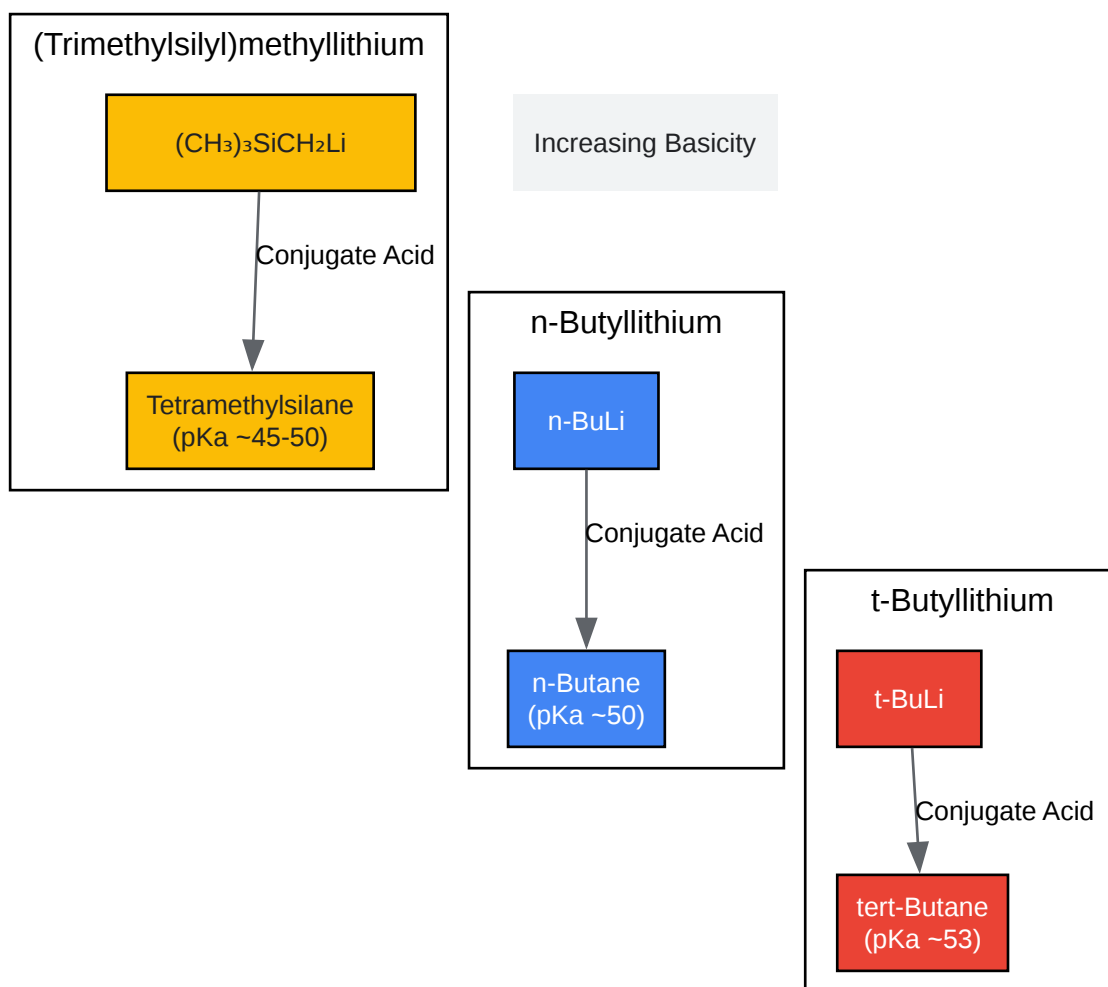 (Trimethylsilyl)methyllithium
(CH₃)₃SiCH₂Li
Conjugate Acid
Tetramethylsilane
(pKa ~45-50)
Increasing Basicity
n-Butyllithium
n-BuLi
Conjugate Acid
n-Butane
(pKa ~50)
t-Butyllithium
t-BuLi
Conjugate Acid
tert-Butane
(pKa ~53)